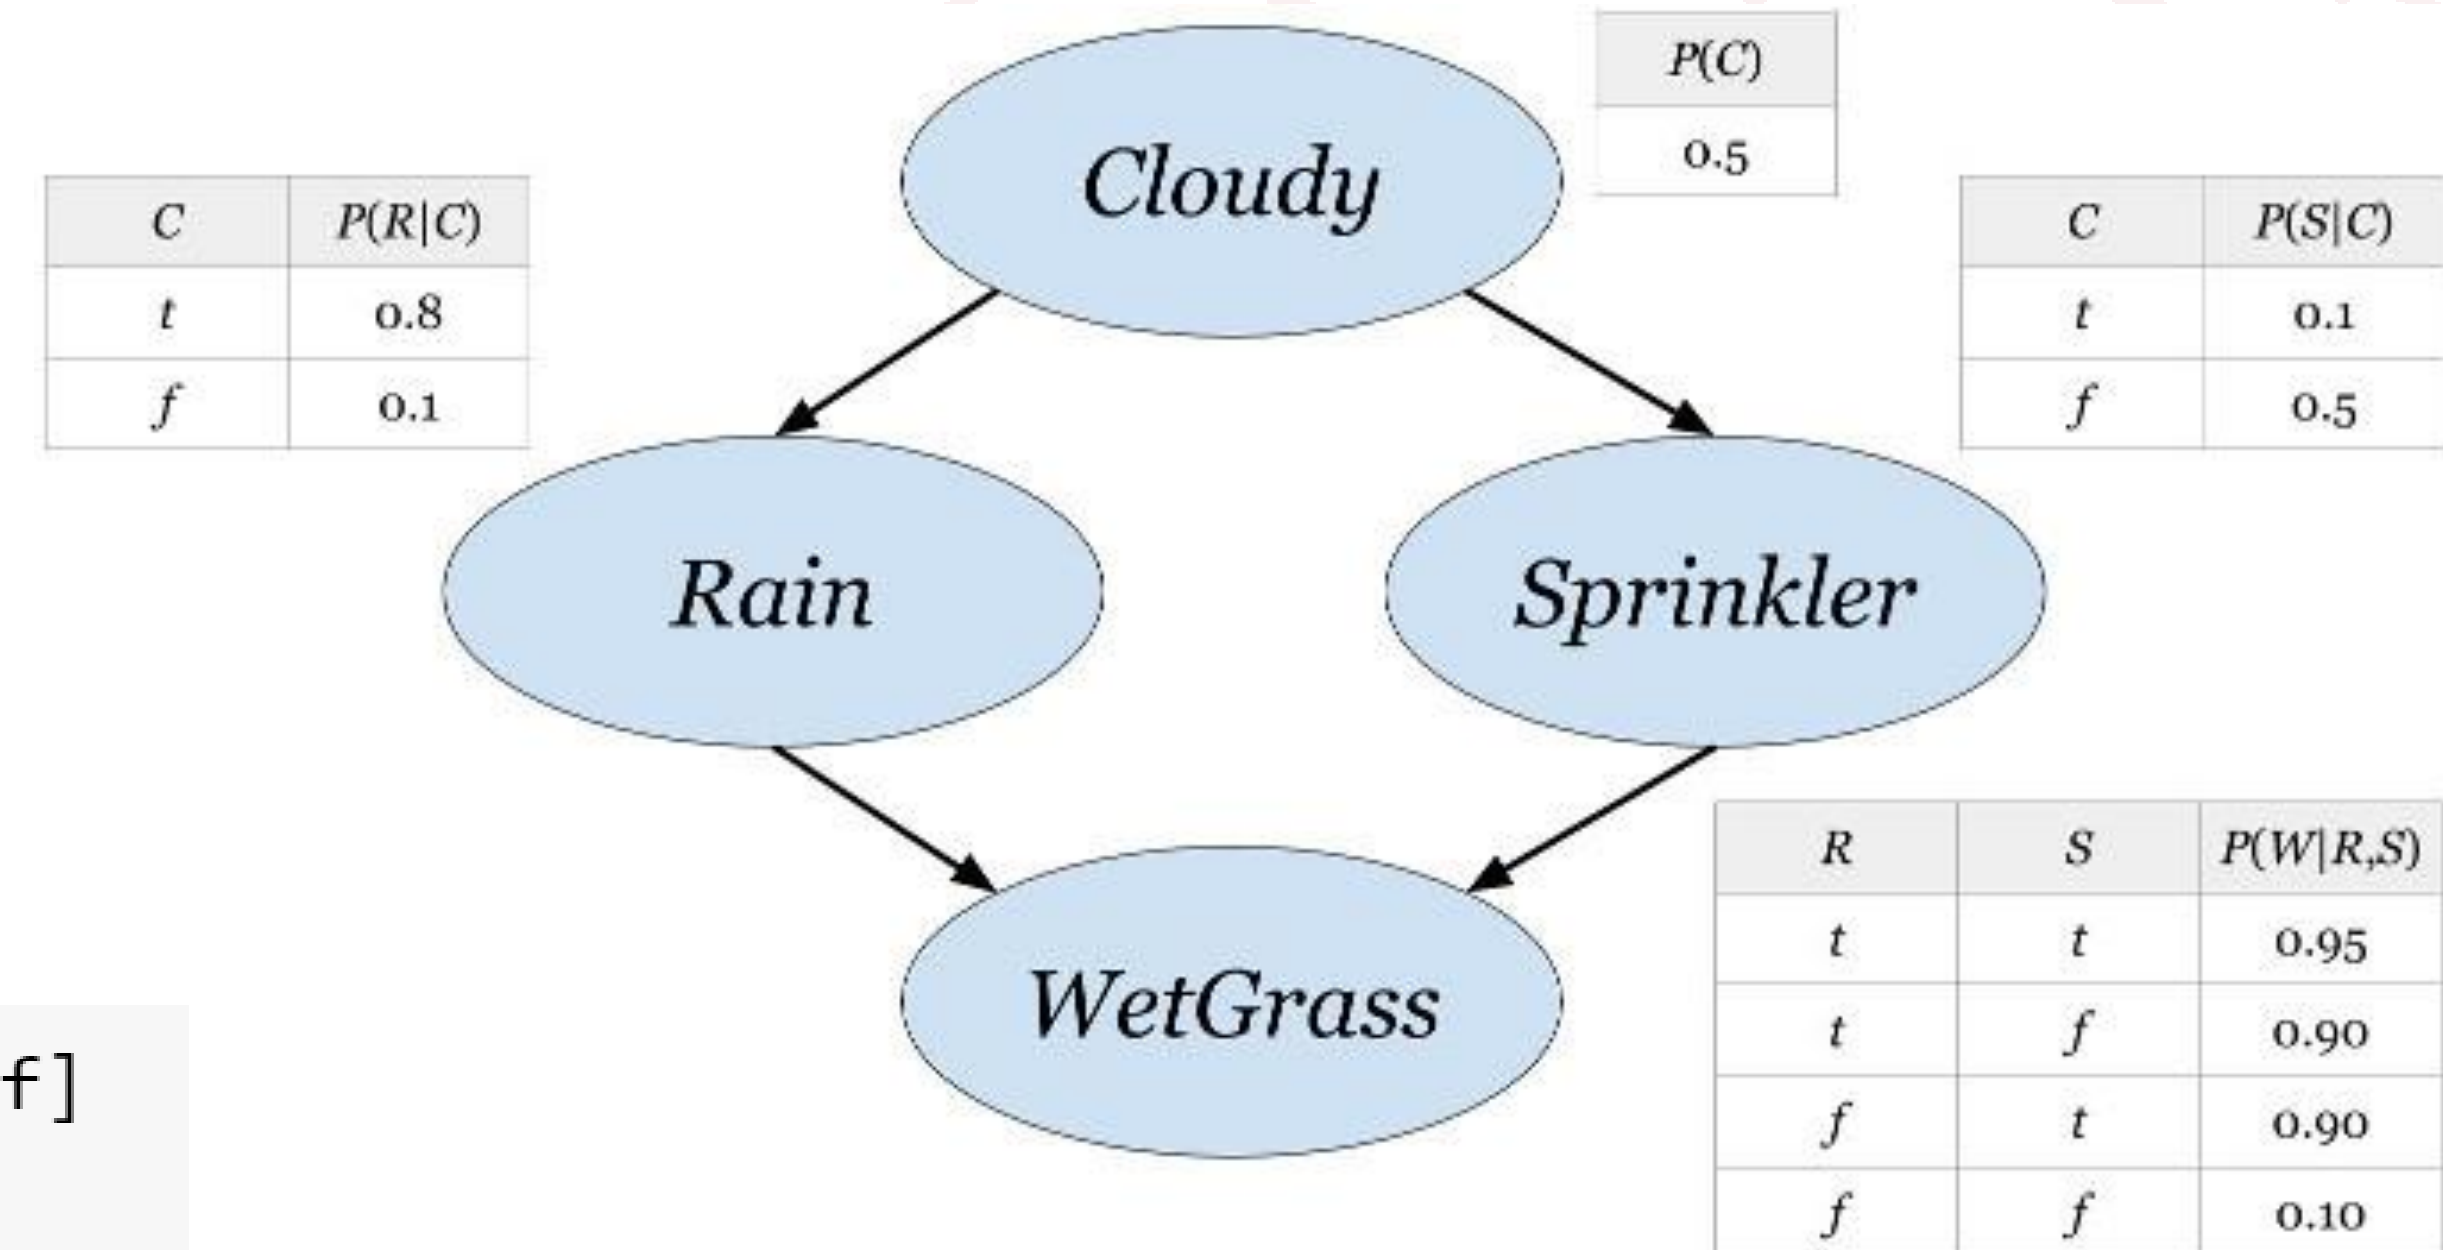 P(C)
0.5
Cloudy
C P(R|C)
t 0.8
f 0.1
C P(S|C)
t 0.1
f 0.5
Rain
Sprinkler
WetGrass
R S P(W|R,S)
t t 0.95
t f 0.90
f t 0.90
f f 0.10
f]